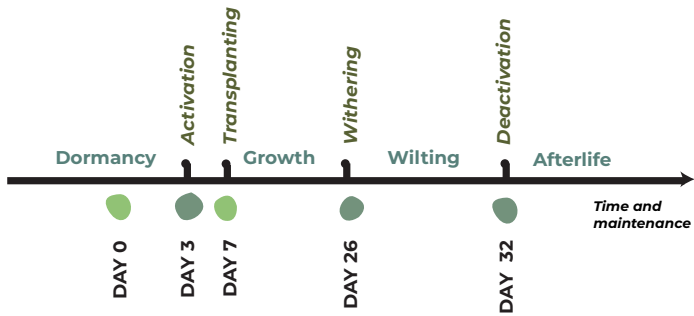 Activation
Transplanting
Withering
Deactivation
Dormancy
Growth
Wilting
Afterlife
Time and
maintenance
DAY 0
DAY 3
DAY 7
DAY 26
DAY 32